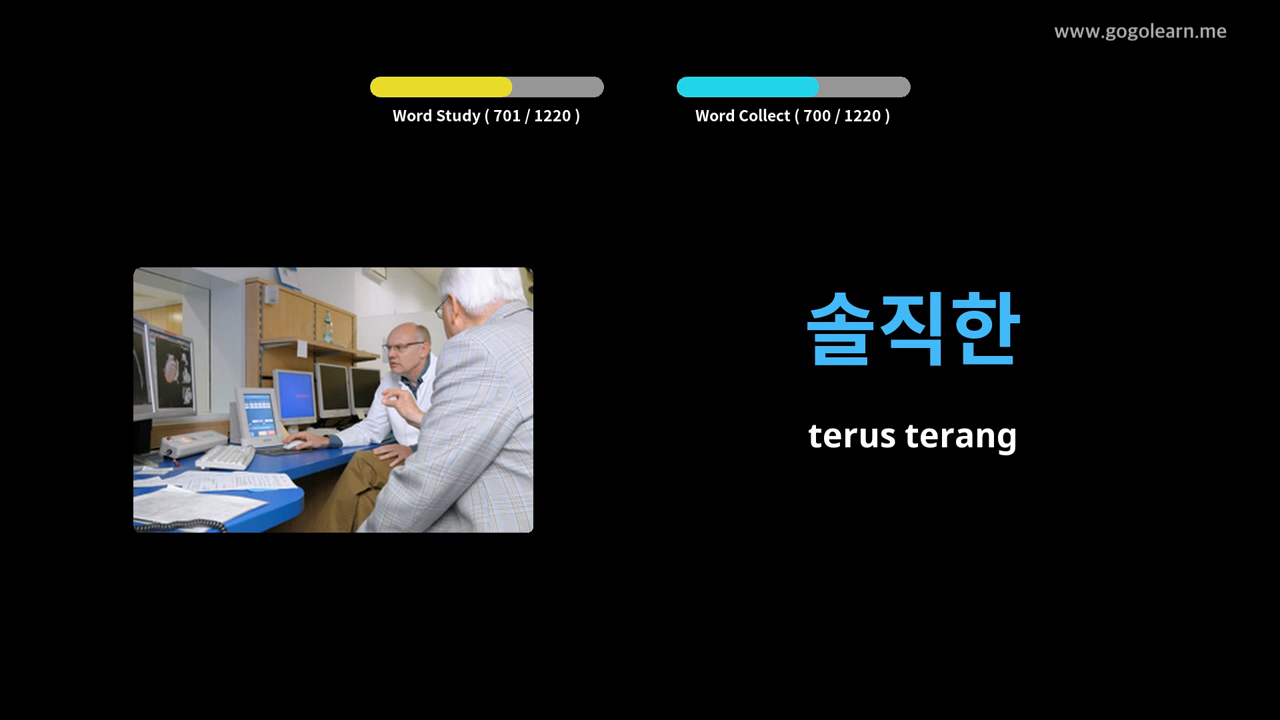 www.gogolearn.me
Word Study ( 701 / 1220 )
Word Collect ( 700 / 1220 )
솔직한
terus terang